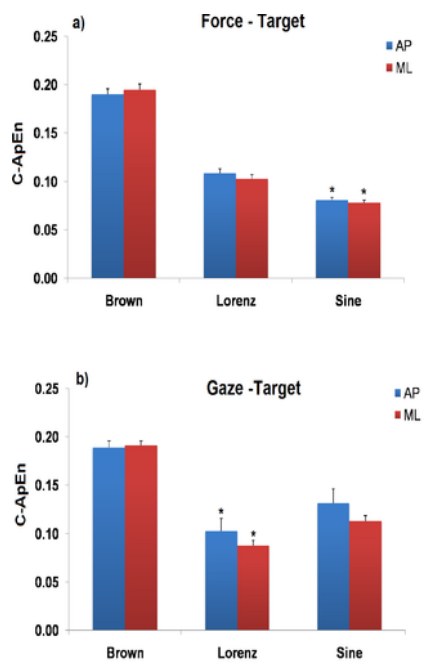 a)
Force - Target
AP
ML
C-ApEn
0.25
0.20
0.15
0.10
0.05
0.00
* *
Brown Lorenz Sine
b)
Gaze -Target
AP
ML
C-ApEn
0.25
0.20
0.15
0.10
0.05
0.00
* *
Brown Lorenz Sine